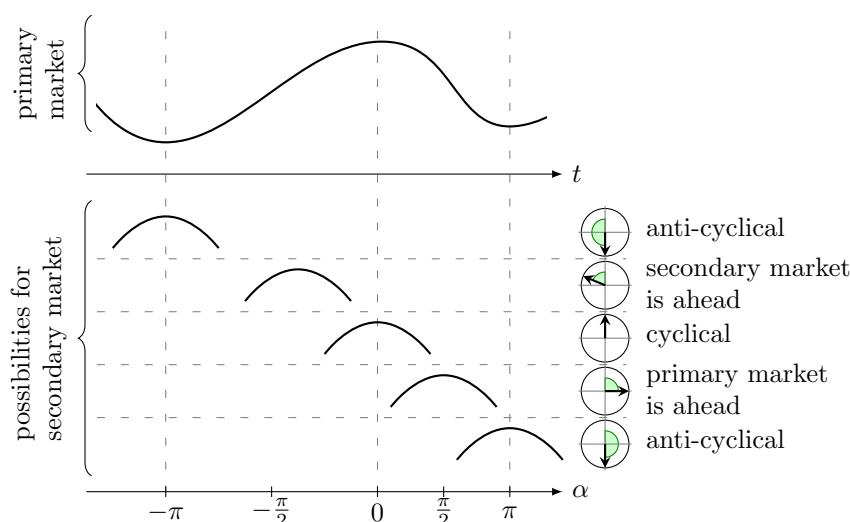 primary
market
t
possibilities for
secondary market
anti-cyclical
secondary market
is ahead
cyclical
primary market
is ahead
anti-cyclical
α
−π
−π/2
0
π/2
π